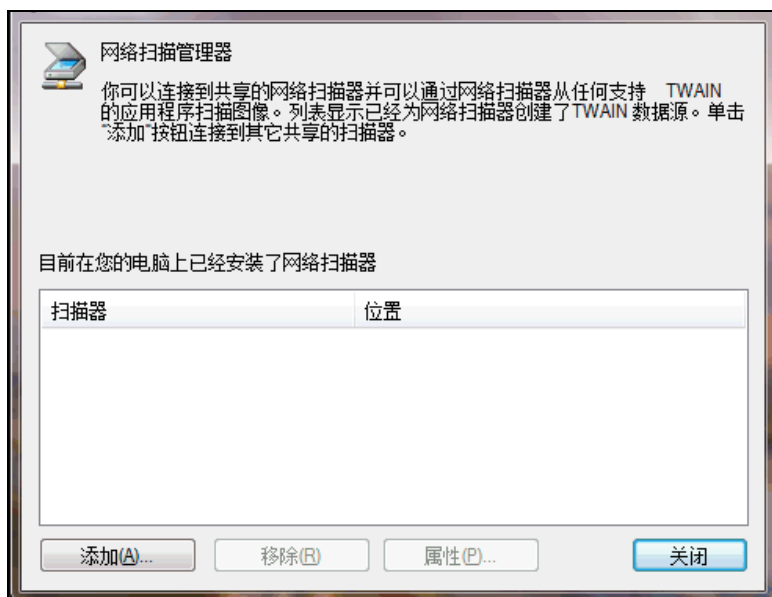 网络扫描管理器
你可以连接到共享的网络扫描器并可以通过网络扫描器从任何支持 TWAIN
的应用程序扫描图像。列表显示已经为网络扫描器创建了TWAIN 数据源。单击
"添加"按钮连接到其它共享的扫描器。
目前在您的电脑上已经安装了网络扫描器
扫描器 位置
添加(A)... 移除(R) 属性(P)... 关闭